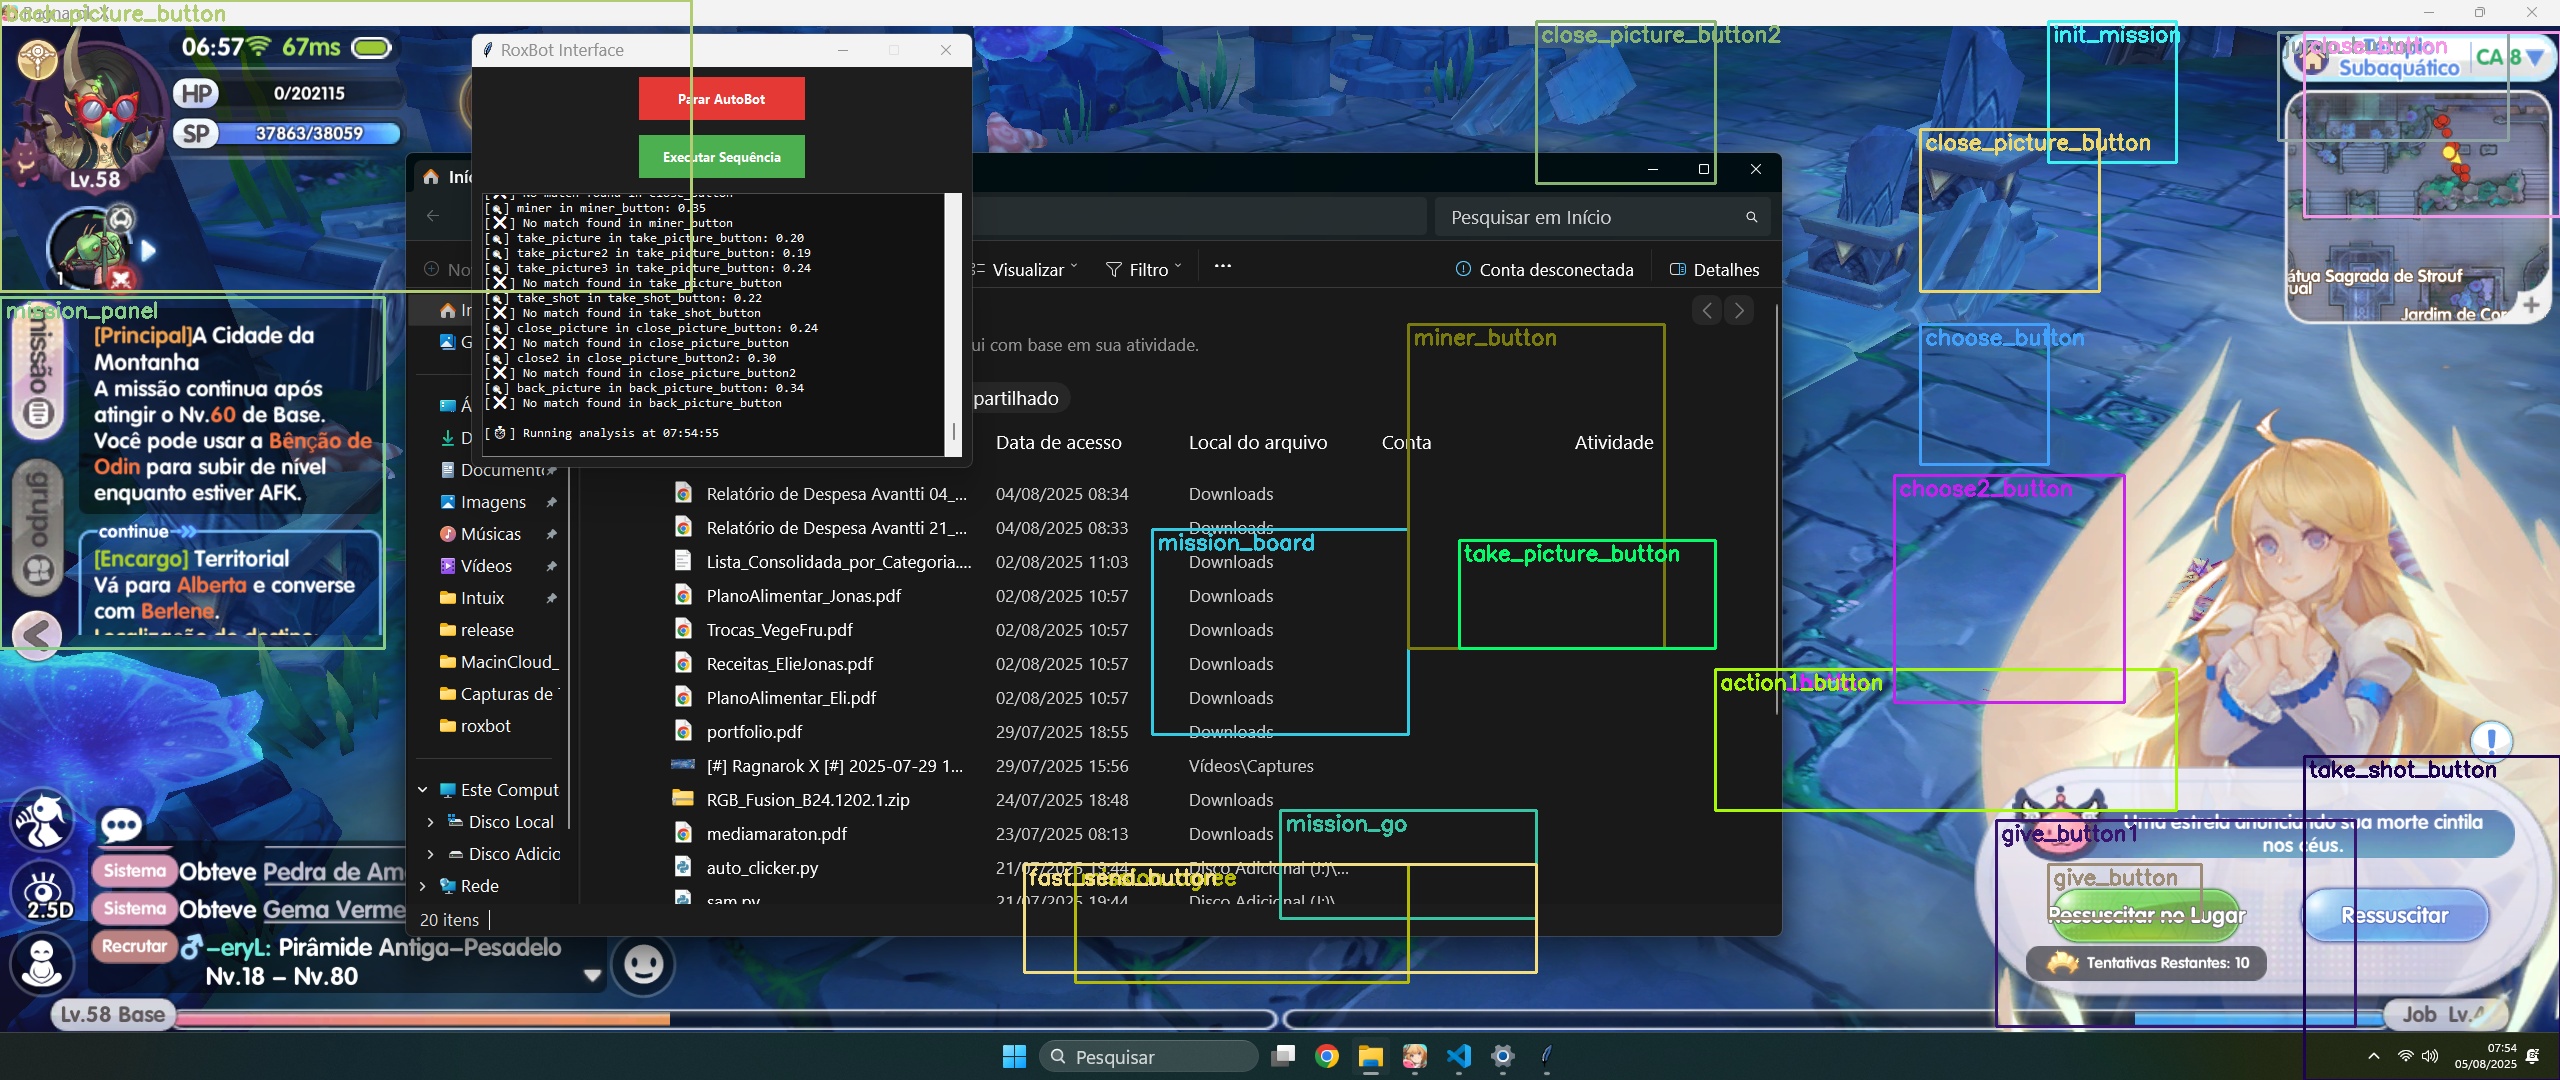 back_picture_button
Ragnarok X
06:57
67ms
HP
0/202115
SP
37863/38059
Lv.58
1
RoxBot Interface
Parar AutoBot
Executar Sequência
No match found in close_button
miner in miner_button: 0.35
No match found in miner_button
take_picture in take_picture_button: 0.20
take_picture2 in take_picture_button: 0.19
take_picture3 in take_picture_button: 0.24
No match found in take_picture_button
take_shot in take_shot_button: 0.22
No match found in take_shot_button
close_picture in close_picture_button: 0.24
No match found in close_picture_button
close2 in close_picture_button2: 0.30
No match found in close_picture_button2
back_picture in back_picture_button: 0.34
No match found in back_picture_button
Running analysis at 07:54:55
close_picture_button2
init_mission
close_button
Subaquático
CA 8
close_picture_button
átua Sagrada de Strouf
ual
Jardim de Cor
mission_panel
missão
grupo
[Principal]A Cidade da
Montanha
A missão continua após
atingir o Nv.60 de Base.
Você pode usar a Bênção de
Odin para subir de nível
enquanto estiver AFK.
continue
[Encargo] Territorial
Vá para Alberta e converse
com Berlene.
Localização do destino:
Iníc
Pesquisar em Início
No
Visualizar
Filtro
Conta desconectada
Detalhes
ui com base em sua atividade.
partilhado
Data de acesso
Local do arquivo
Conta
Atividade
Documento
Imagens
Músicas
Vídeos
Intuix
release
MacinCloud_
Capturas de
roxbot
Este Comput
Disco Local
Disco Adicic
Rede
20 itens
Relatório de Despesa Avantti 04_... 04/08/2025 08:34 Downloads
Relatório de Despesa Avantti 21_... 04/08/2025 08:33 Downloads
Lista_Consolidada_por_Categoria.... 02/08/2025 11:03 Downloads
PlanoAlimentar_Jonas.pdf 02/08/2025 10:57 Downloads
Trocas_VegeFru.pdf 02/08/2025 10:57 Downloads
Receitas_ElieJonas.pdf 02/08/2025 10:57 Downloads
PlanoAlimentar_Eli.pdf 02/08/2025 10:57 Downloads
portfolio.pdf 29/07/2025 18:55 Downloads
[#] Ragnarok X [#] 2025-07-29 1... 29/07/2025 15:56 Vídeos\Captures
RGB_Fusion_B24.1202.1.zip 24/07/2025 18:48 Downloads
mediamaraton.pdf 23/07/2025 08:13 Downloads
auto_clicker.py 21/07/2025 19:44 Disco Adicional (J:)\...
sam.py 21/07/2025 19:44 Disco Adicional (J:)\
miner_button
choose_button
choose2_button
mission_board
take_picture_button
action1_button
mission_go
fast_send_button
take_shot_button
give_button1
give_button
Uma estrela anunciando sua morte cintila
nos céus.
Ressuscitar no Lugar
Ressuscitar
Tentativas Restantes: 10
2.5D
Sistema Obteve Pedra de Am
Sistema Obteve Gema Verme
Recrutar -eryL: Pirâmide Antiga-Pesadelo
Nv.18 - Nv.80
Lv.58 Base
Job Lv.4
Pesquisar
07:54
05/08/2025